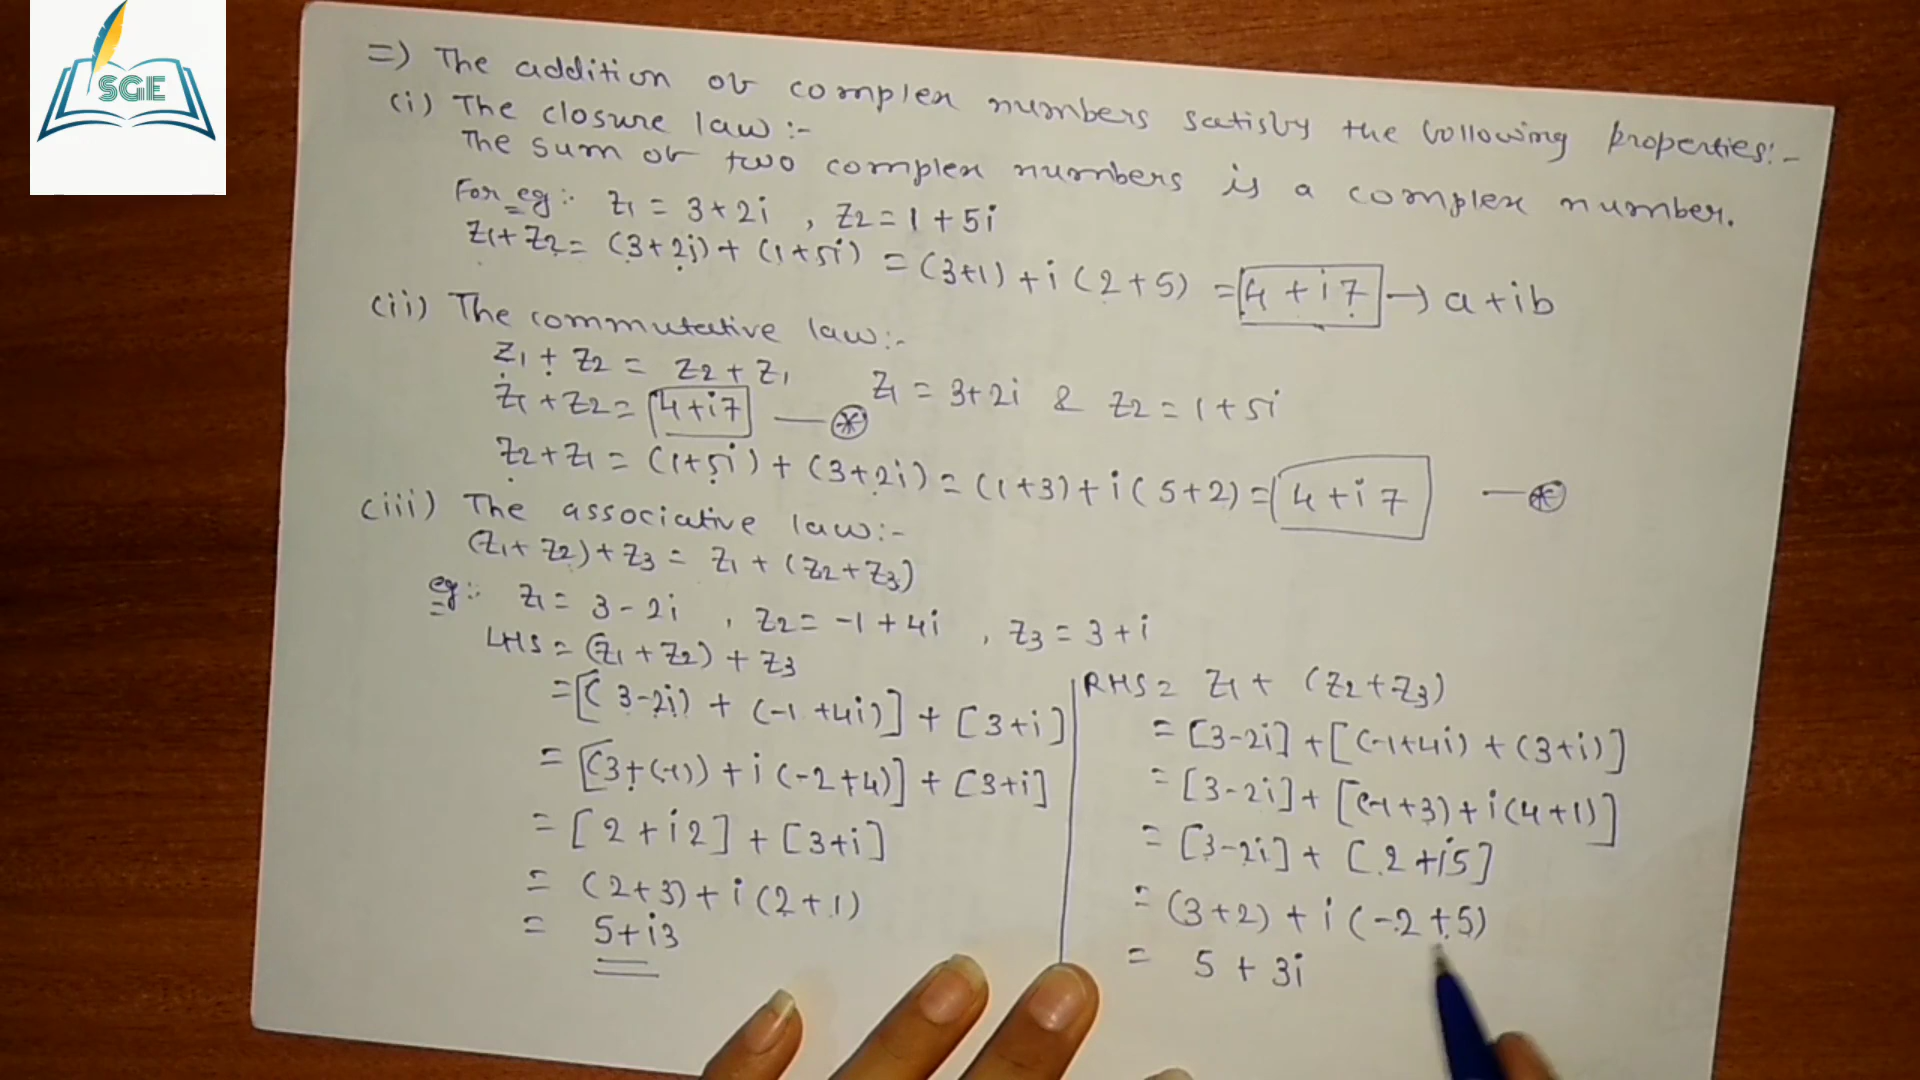 SGE
=) The addition of complex numbers satisfy the following properties:-
(i) The closure law :-
The sum of two complex numbers is a complex number.
For eg:- z1 = 3+2i , z2 = 1+5i
z1+z2 = (3+2i)+(1+5i) = (3+1)+i(2+5) = 4+i7 → a+ib
(ii) The commutative law:-
z1 + z2 = z2 + z1
z1 = 3+2i & z2 = 1+5i
z1+z2 = 4+i7 — *
z2+z1 = (1+5i)+(3+2i) = (1+3)+i(5+2) = 4+i7 — *
(iii) The associative law:-
(z1+z2)+z3 = z1+(z2+z3)
eg:- z1 = 3-2i , z2 = -1+4i , z3 = 3+i
LHS = (z1+z2)+z3
= [(3-2i)+(-1+4i)]+[3+i]
= [(3+(-1))+i(-2+4)]+[3+i]
= [2+i2]+[3+i]
= (2+3)+i(2+1)
= 5+i3
RHS = z1+(z2+z3)
= [3-2i]+[(-1+4i)+(3+i)]
= [3-2i]+[(-1+3)+i(4+1)]
= [3-2i]+[2+i5]
= (3+2)+i(-2+5)
= 5+3i